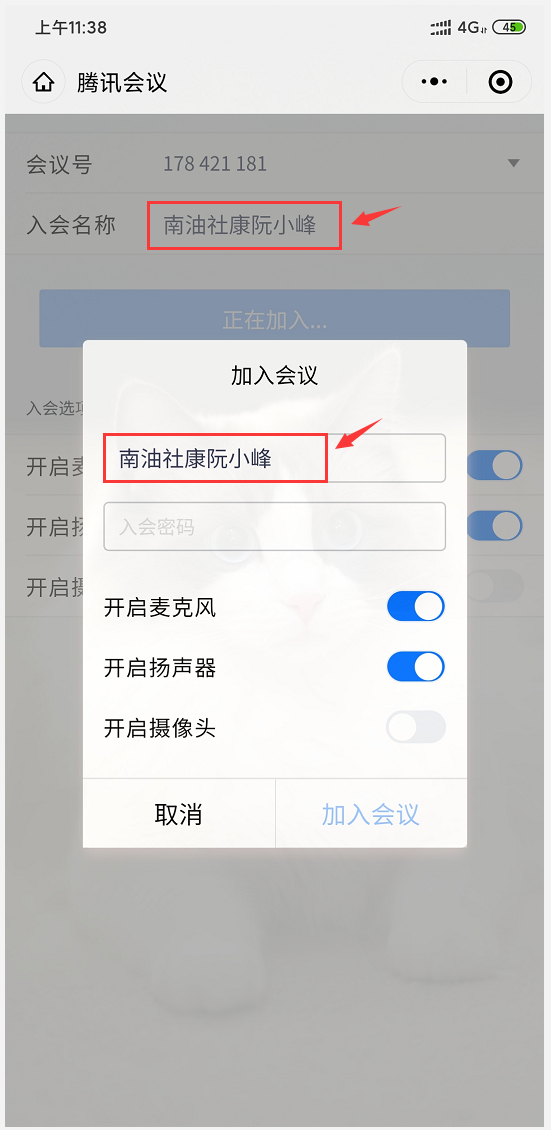 上午11:38 4G 45
腾讯会议
会议号 178 421 181
入会名称 南油社康阮小峰
正在加入...
加入会议
入会选项
南油社康阮小峰
开启麦
入会密码
开启扬
开启摄
开启麦克风
开启扬声器
开启摄像头
取消 加入会议